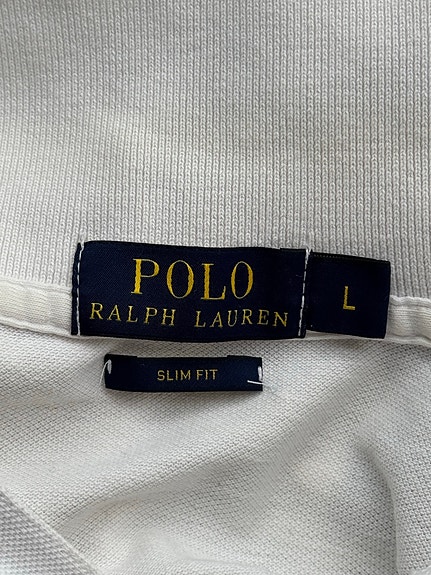 POLO
RALPH LAUREN
L
SLIM FIT